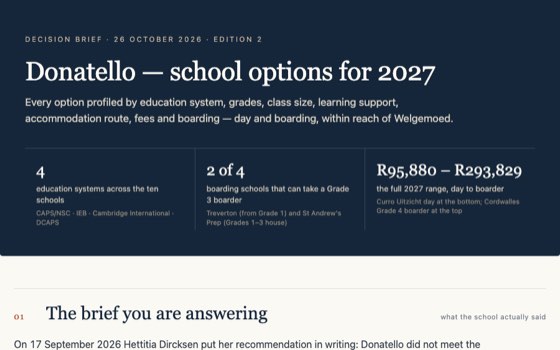 DECISION BRIEF · 26 OCTOBER 2026 · EDITION 2
Donatello — school options for 2027
Every option profiled by education system, grades, class size, learning support,
accommodation route, fees and boarding — day and boarding, within reach of Welgemoed.
4
education systems across the ten
schools
CAPS/NSC · IEB · Cambridge International ·
DCAPS
2 of 4
boarding schools that can take a Grade
3 boarder
Treverton (from Grade 1) and St Andrew's
Prep (Grades 1–3 house)
R95,880 – R293,829
the full 2027 range, day to boarder
Curro Uitzicht day at the bottom; Cordwalles
Grade 4 boarder at the top
01 The brief you are answering
what the school actually said
On 17 September 2026 Hettitia Dircksen put her recommendation in writing: Donatello did not meet the